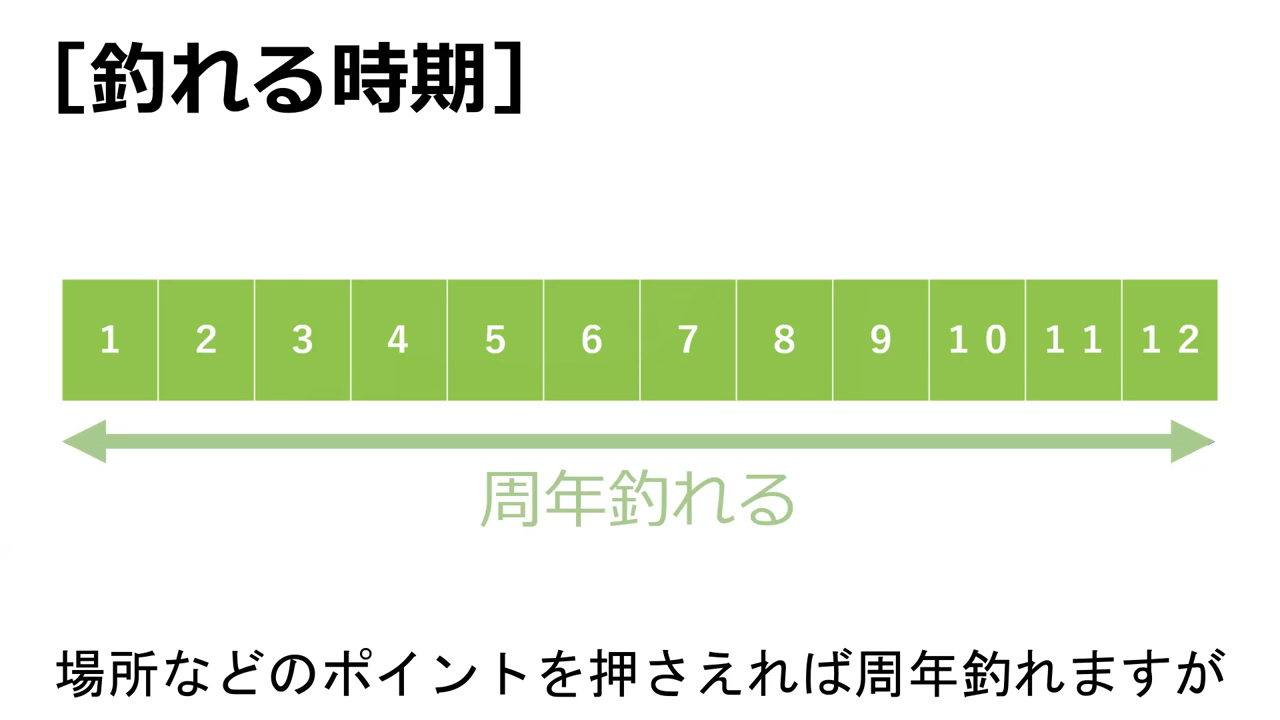 [釣れる時期]
1 2 3 4 5 6 7 8 9 10 11 12
周年釣れる
場所などのポイントを押さえれば周年釣れますが